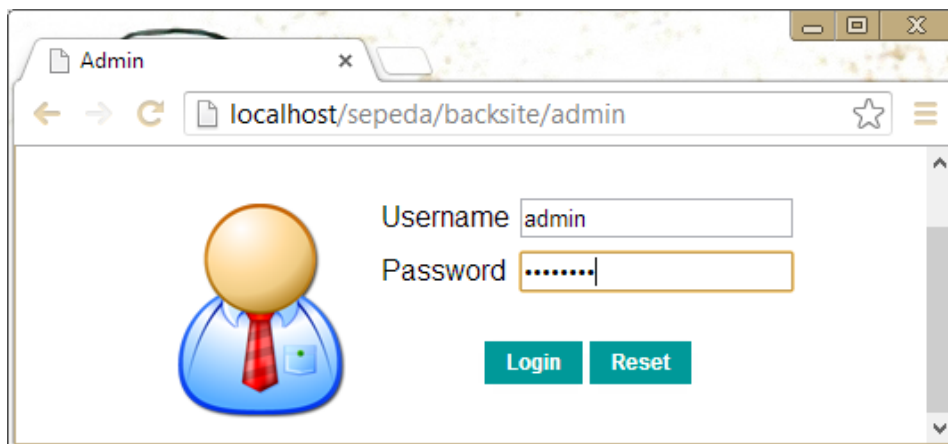 Admin
localhost/sepeda/backsite/admin
Username admin
Password ••••••••
Login Reset